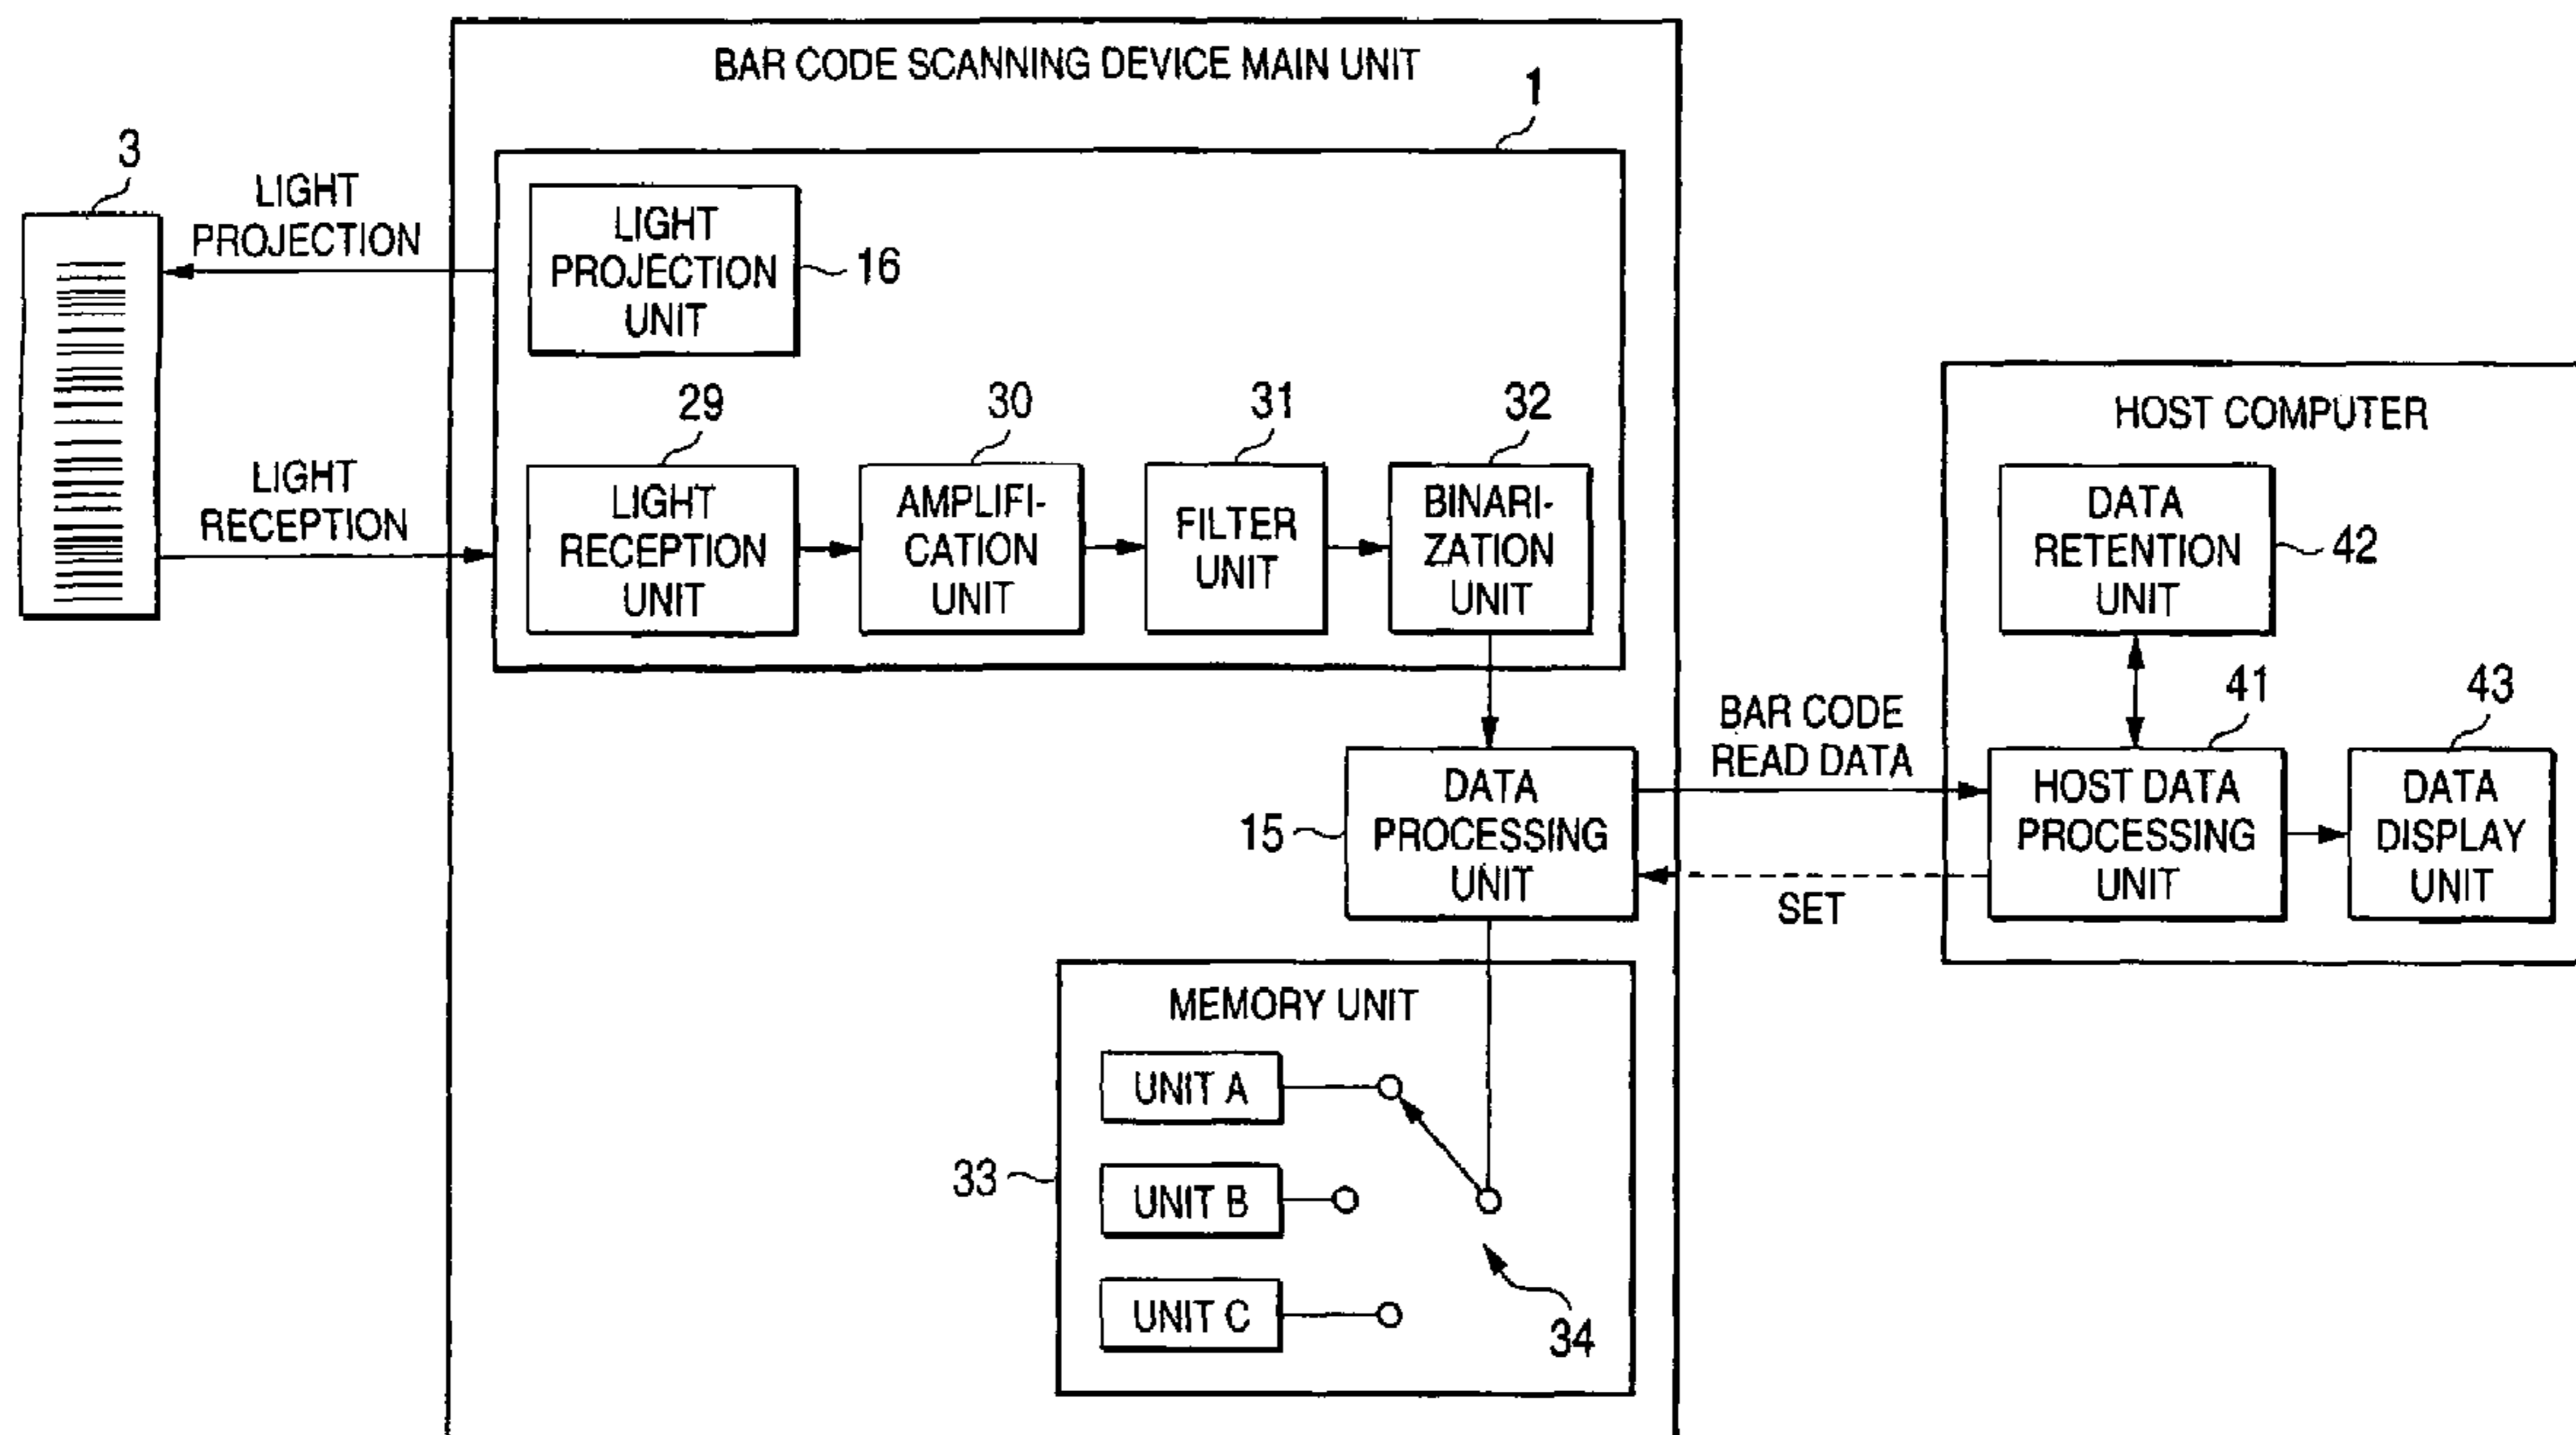 BAR CODE SCANNING DEVICE MAIN UNIT
1
3
LIGHT
PROJECTION
LIGHT
PROJECTION
UNIT
16
LIGHT
RECEPTION
29
LIGHT
RECEPTION
UNIT
30
AMPLIFI-
CATION
UNIT
31
FILTER
UNIT
32
BINARI-
ZATION
UNIT
HOST COMPUTER
DATA
RETENTION
UNIT
42
15
DATA
PROCESSING
UNIT
BAR CODE
READ DATA
SET
41
HOST DATA
PROCESSING
UNIT
43
DATA
DISPLAY
UNIT
MEMORY UNIT
33
UNIT A
UNIT B
UNIT C
34